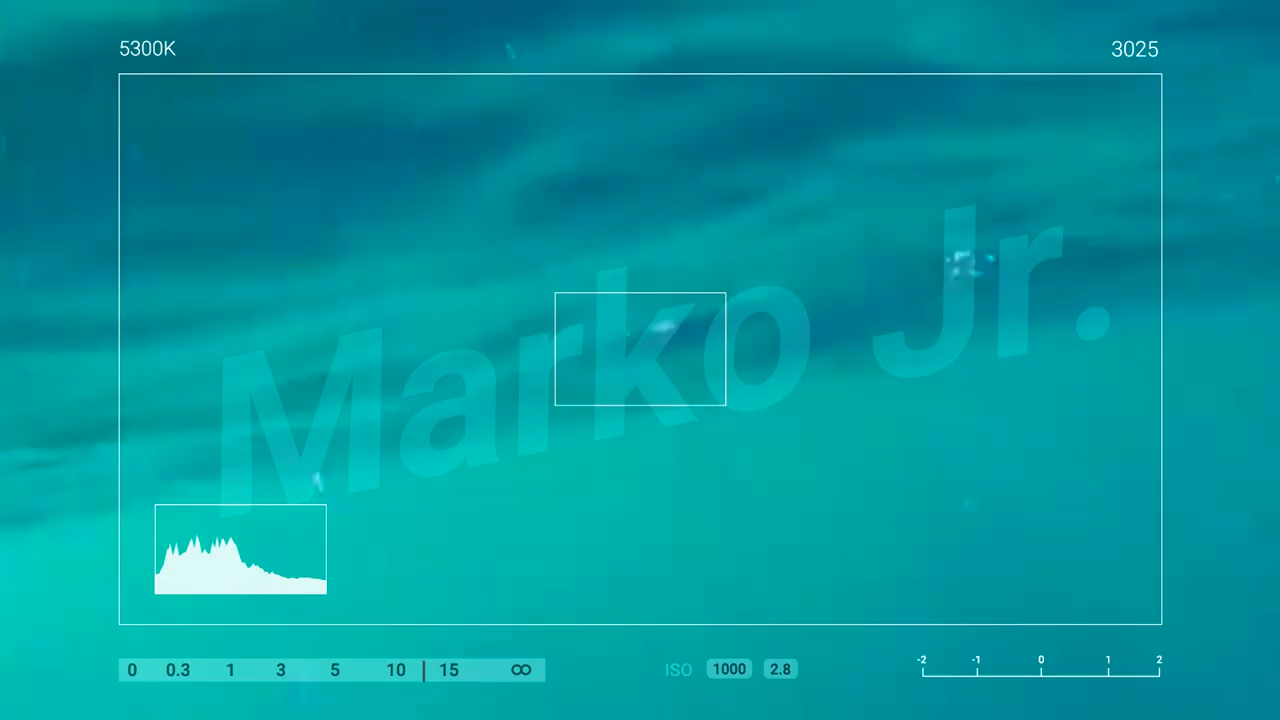 5300K 3025
Marko Jr.
0 0.3 1 3 5 10 15 ∞
ISO 1000 2.8
-2 -1 0 1 2